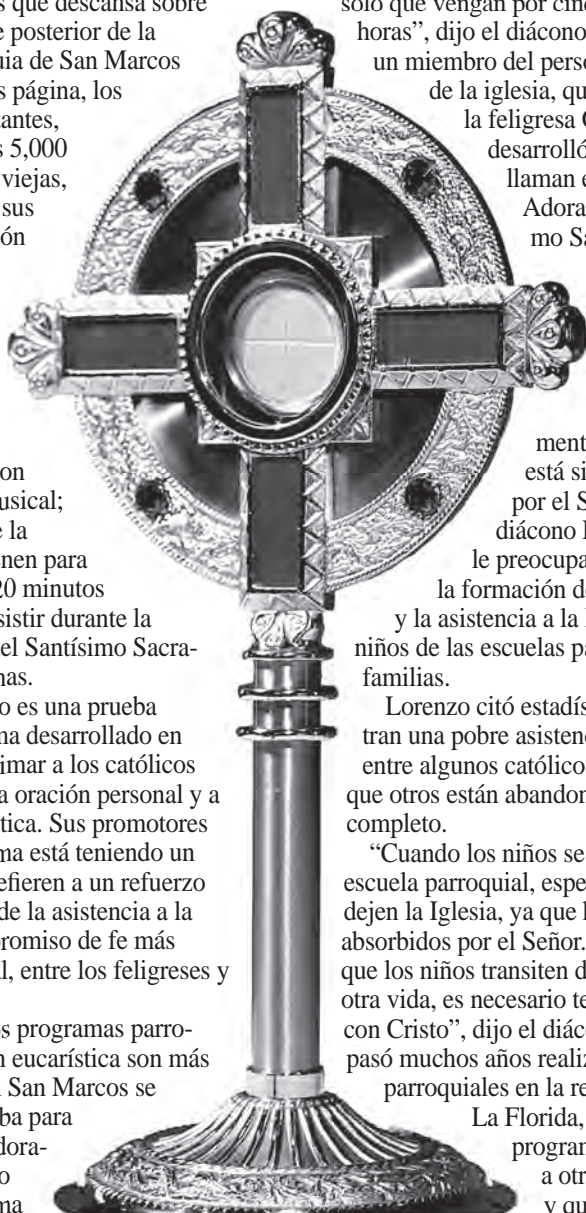 s que descansa sobre
e posterior de la
uia de San Marcos
s página, los
antes,
s 5,000
viejas,
sus
ón
on
usical;
e la
nen para
20 minutos
sistir durante la
el Santísimo Sacra-
nas.
o es una prueba
ma desarrollado en
imar a los católicos
a oración personal y a
tica. Sus promotores
ma está teniendo un
efieren a un refuerzo
de la asistencia a la
promiso de fe más
al, entre los feligreses y
os programas parro-
n eucarística son más
n San Marcos se
ba para
dora-
o
ma
solo que vengan por cinc
horas”, dijo el diácono
un miembro del perso
de la iglesia, qu
la feligresa
desarrolló
llaman e
Adora
mo Sa
ment
está si
por el S
diácono
le preocupa
la formación de
y la asistencia a la
niños de las escuelas pa
familias.
Lorenzo citó estadís
tran una pobre asistenc
entre algunos católico
que otros están abandon
completo.
“Cuando los niños se
escuela parroquial, espe
dejen la Iglesia, ya que
absorbidos por el Señor.
que los niños transiten d
otra vida, es necesario te
con Cristo”, dijo el diác
pasó muchos años realiz
parroquiales en la re
La Florida,
program
a otr
y qu